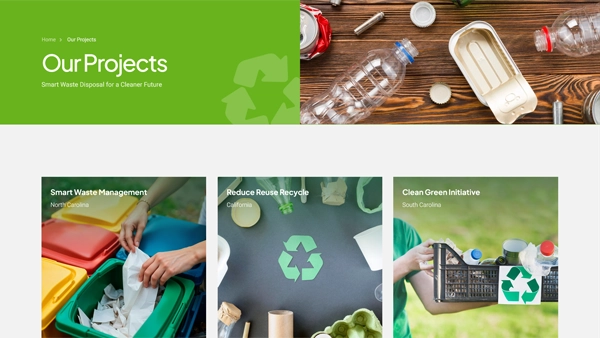 Home > Our Projects
Our Projects
Smart Waste Disposal for a Cleaner Future
Smart Waste Management
North Carolina
Reduce Reuse Recycle
California
Clean Green Initiative
South Carolina